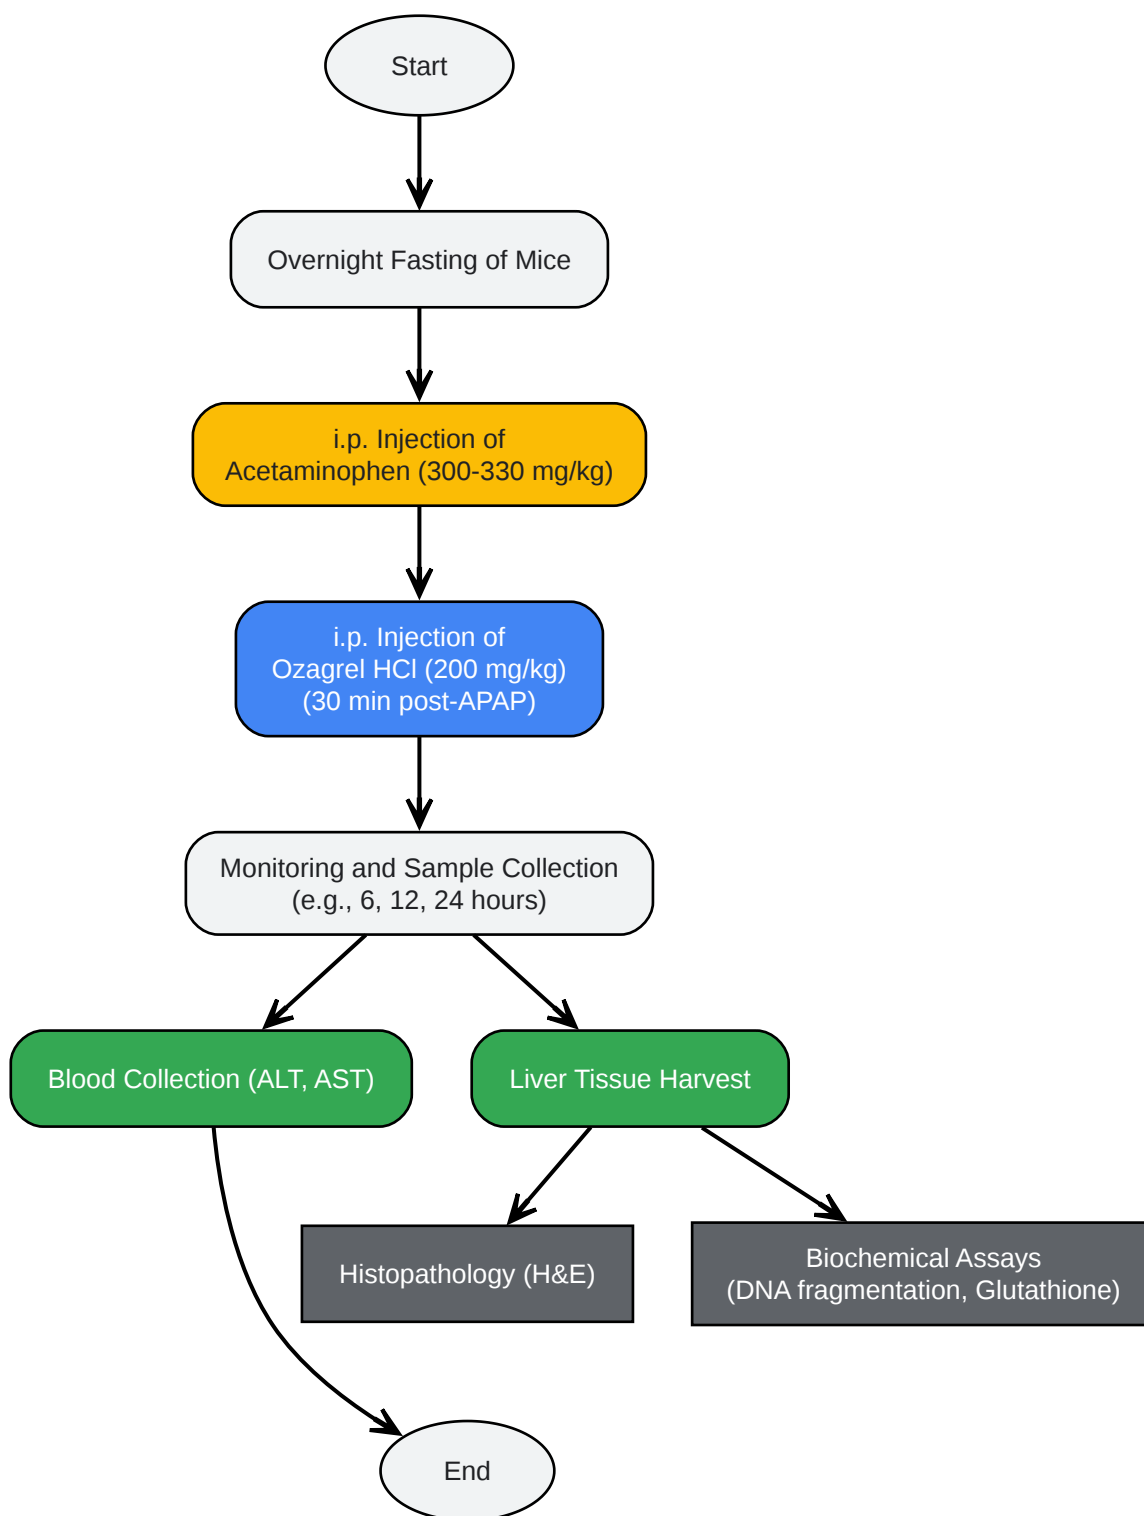 Start
Overnight Fasting of Mice
i.p. Injection of
Acetaminophen (300-330 mg/kg)
i.p. Injection of
Ozagrel HCl (200 mg/kg)
(30 min post-APAP)
Monitoring and Sample Collection
(e.g., 6, 12, 24 hours)
Blood Collection (ALT, AST)
Liver Tissue Harvest
Histopathology (H&E)
Biochemical Assays
(DNA fragmentation, Glutathione)
End